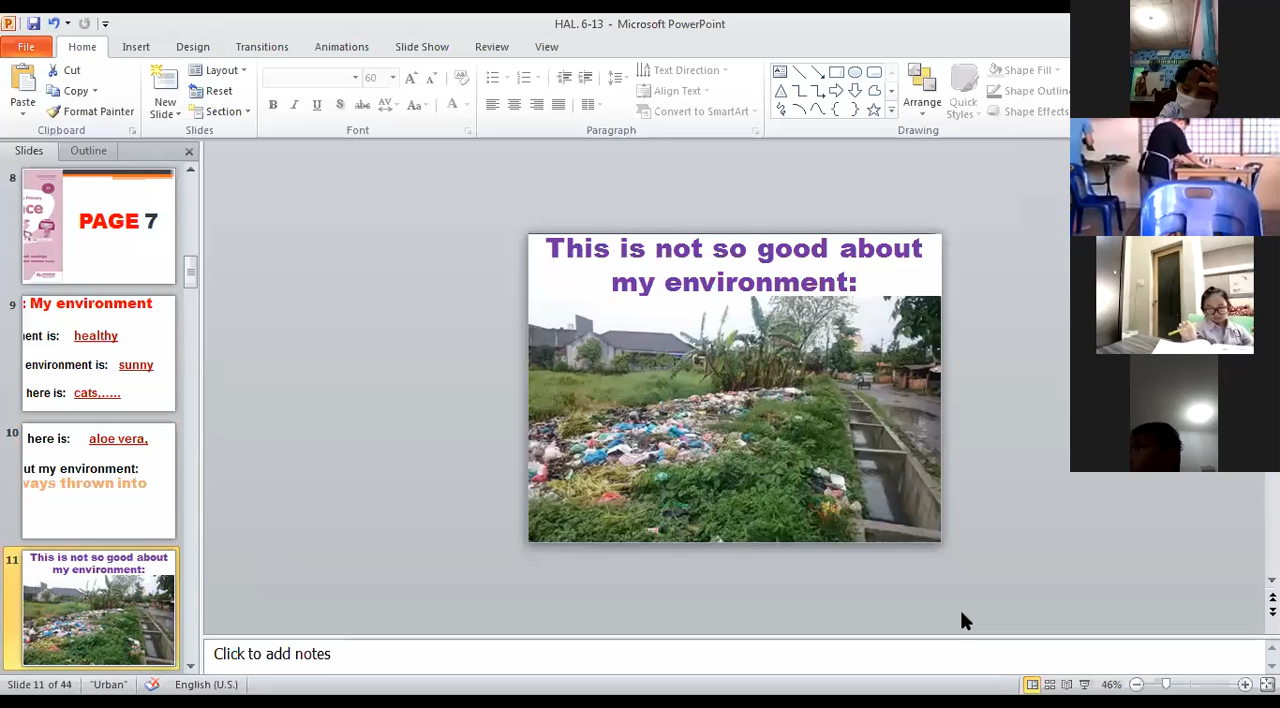 HAL. 6-13 - Microsoft PowerPoint
File Home Insert Design Transitions Animations Slide Show Review View
Paste
Cut
Copy
Format Painter
Clipboard
New
Slide
Layout
Reset
Section
Slides
60
Font
Text Direction
Align Text
Convert to SmartArt
Paragraph
Arrange
Quick
Styles
Shape Fill
Shape Outline
Shape Effects
Drawing
Slides Outline
8
PAGE 7
9
: My environment
healthy
environment is: sunny
here is: cats,.....
10
here is: aloe vera,
ut my environment:
ways thrown into
11
This is not so good about
my environment:
This is not so good about
my environment:
Click to add notes
Slide 11 of 44 "Urban" English (U.S.) 46%